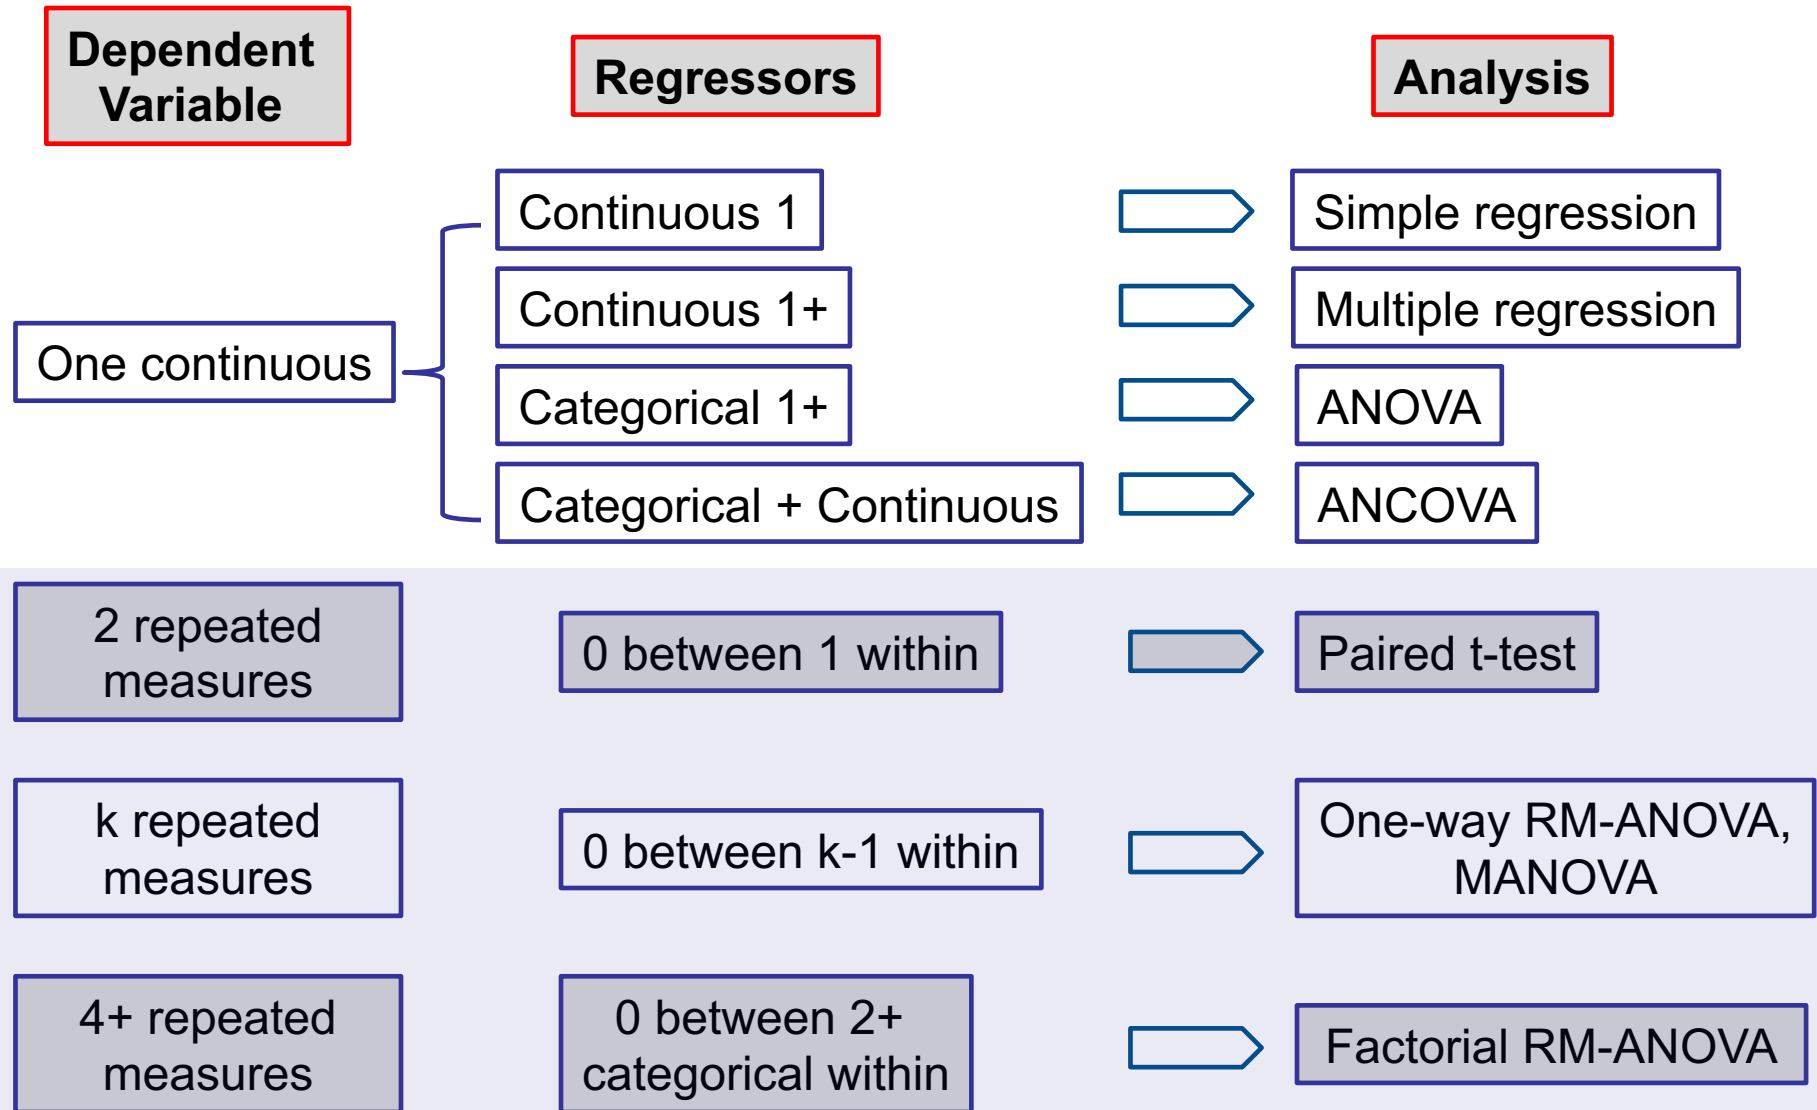 Dependent
Variable
Regressors
Analysis
One continuous
Continuous 1
Simple regression
Continuous 1+
Multiple regression
Categorical 1+
ANOVA
Categorical + Continuous
ANCOVA
2 repeated
measures
0 between 1 within
Paired t-test
k repeated
measures
0 between k-1 within
One-way RM-ANOVA,
MANOVA
4+ repeated
measures
0 between 2+
categorical within
Factorial RM-ANOVA